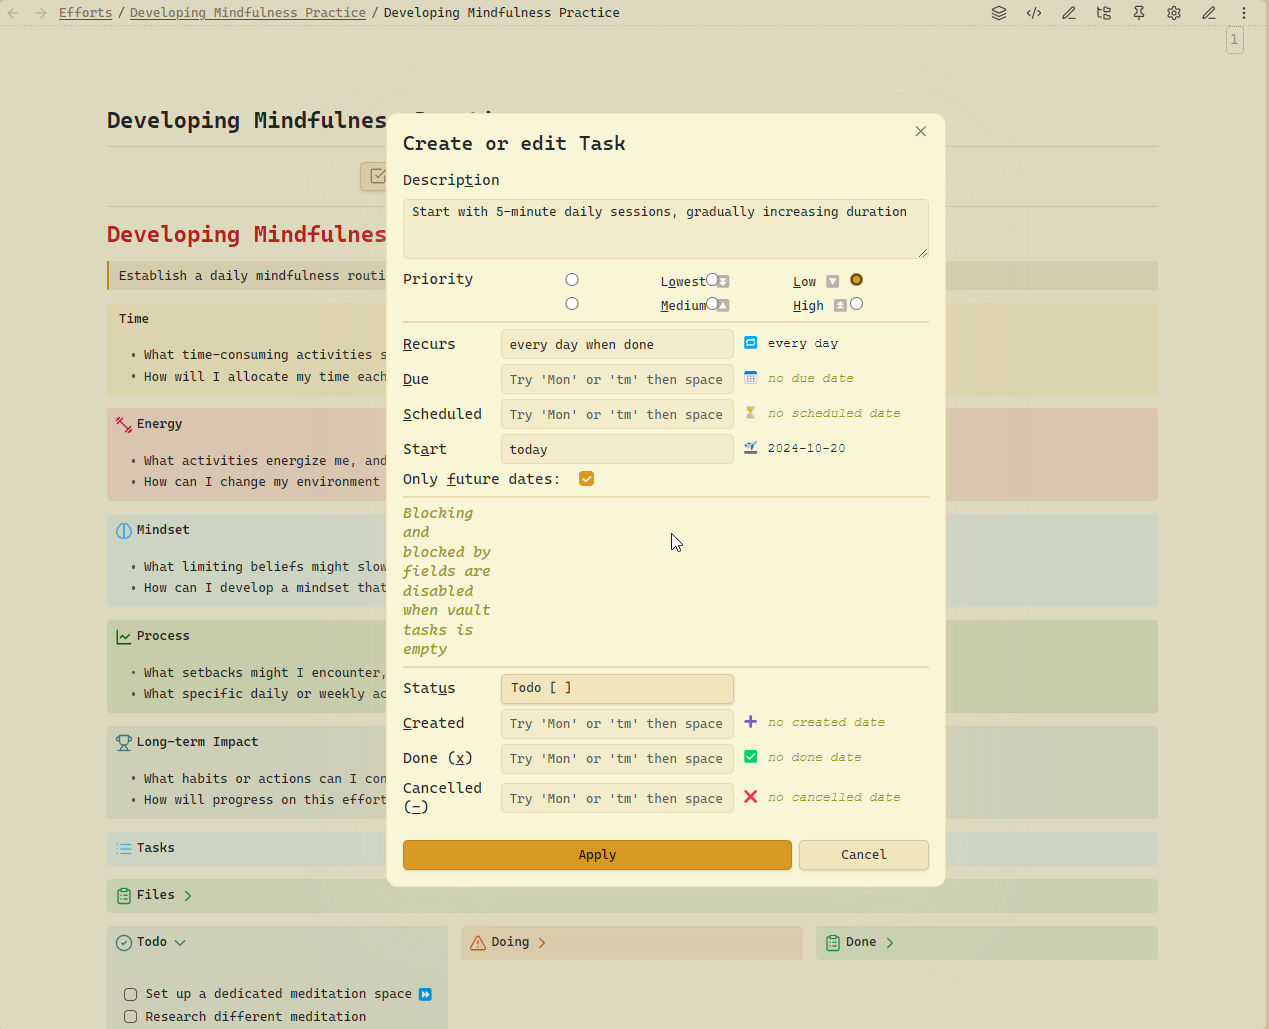 Efforts / Developing Mindfulness Practice / Developing Mindfulness Practice
1
Developing Mindfulnes
Create or edit Task
Description
Start with 5-minute daily sessions, gradually increasing duration
Developing Mindfulnes
Establish a daily mindfulness routi
Priority
Lowest
Low
Medium
High
Time
What time-consuming activities s
How will I allocate my time each
Recurs every day when done every day
Due Try 'Mon' or 'tm' then space no due date
Scheduled Try 'Mon' or 'tm' then space no scheduled date
Start today 2024-10-20
Only future dates:
Energy
What activities energize me, and
How can I change my environment
Blocking
and
blocked by
fields are
disabled
when vault
tasks is
empty
Mindset
What limiting beliefs might slow
How can I develop a mindset that
Process
What setbacks might I encounter,
What specific daily or weekly ac
Status Todo [ ]
Created Try 'Mon' or 'tm' then space no created date
Done (x) Try 'Mon' or 'tm' then space no done date
Cancelled
(-) Try 'Mon' or 'tm' then space no cancelled date
Long-term Impact
What habits or actions can I con
How will progress on this effort
Apply Cancel
Tasks
Files
Todo
Doing
Done
Set up a dedicated meditation space
Research different meditation